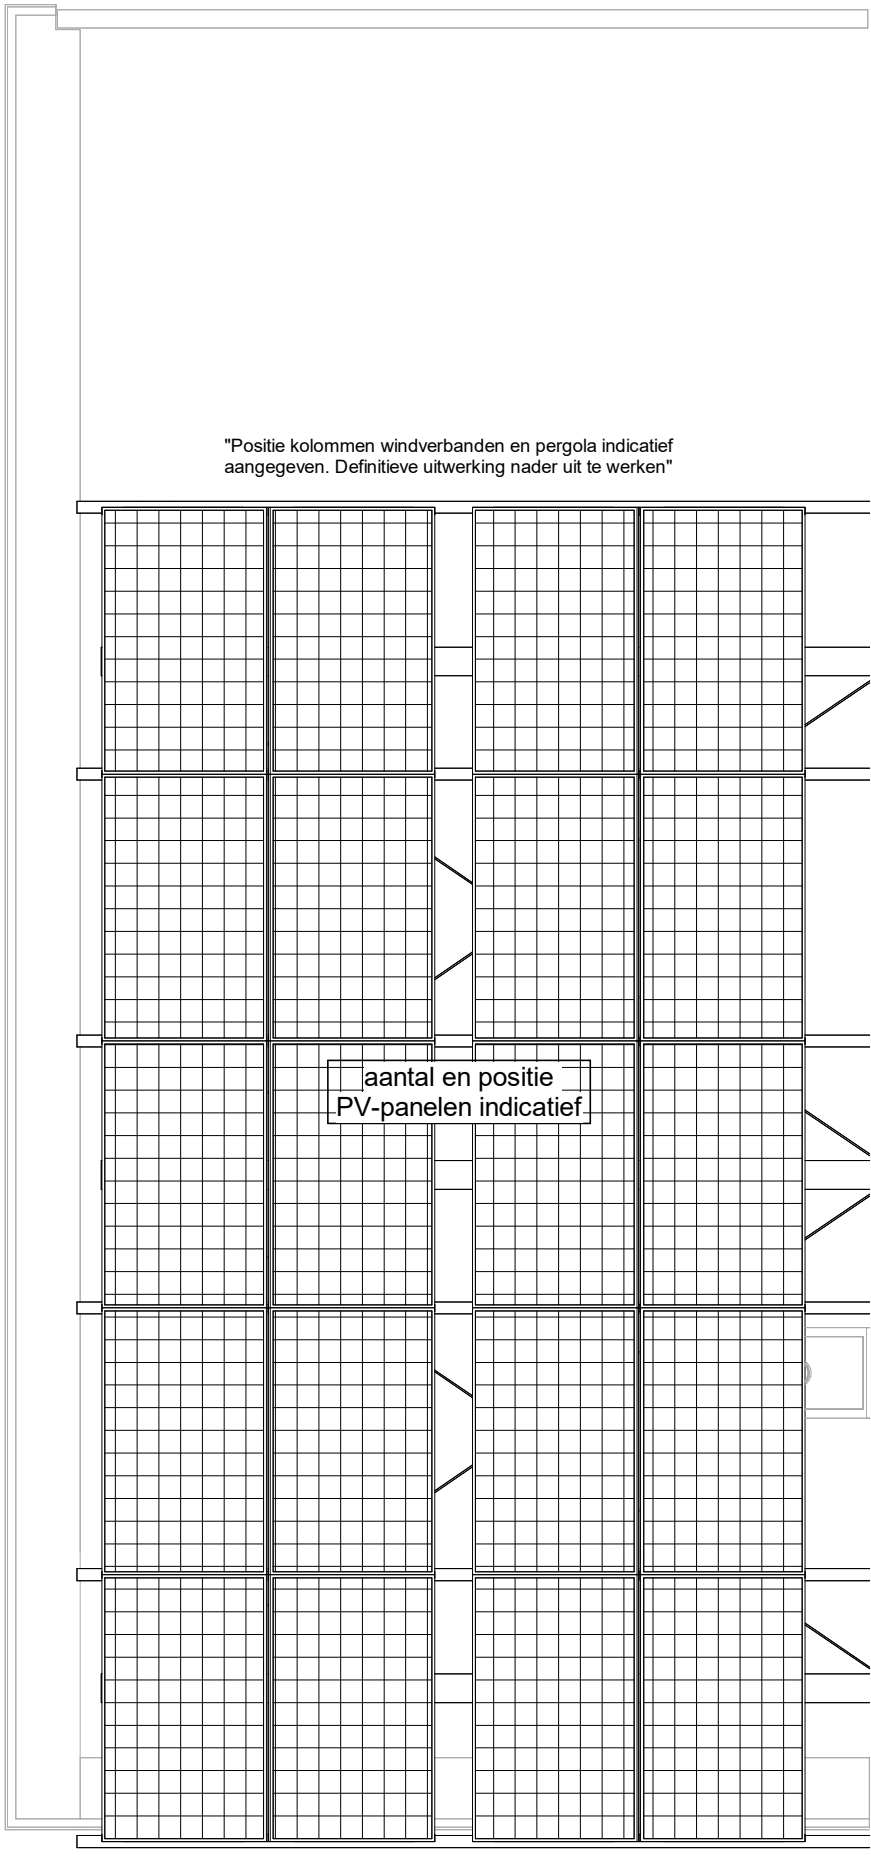 "Positie kolommen windverbanden en pergola indicatief
aangegeven. Definitieve uitwerking nader uit te werken"
aantal en positie
PV-panelen indicatief